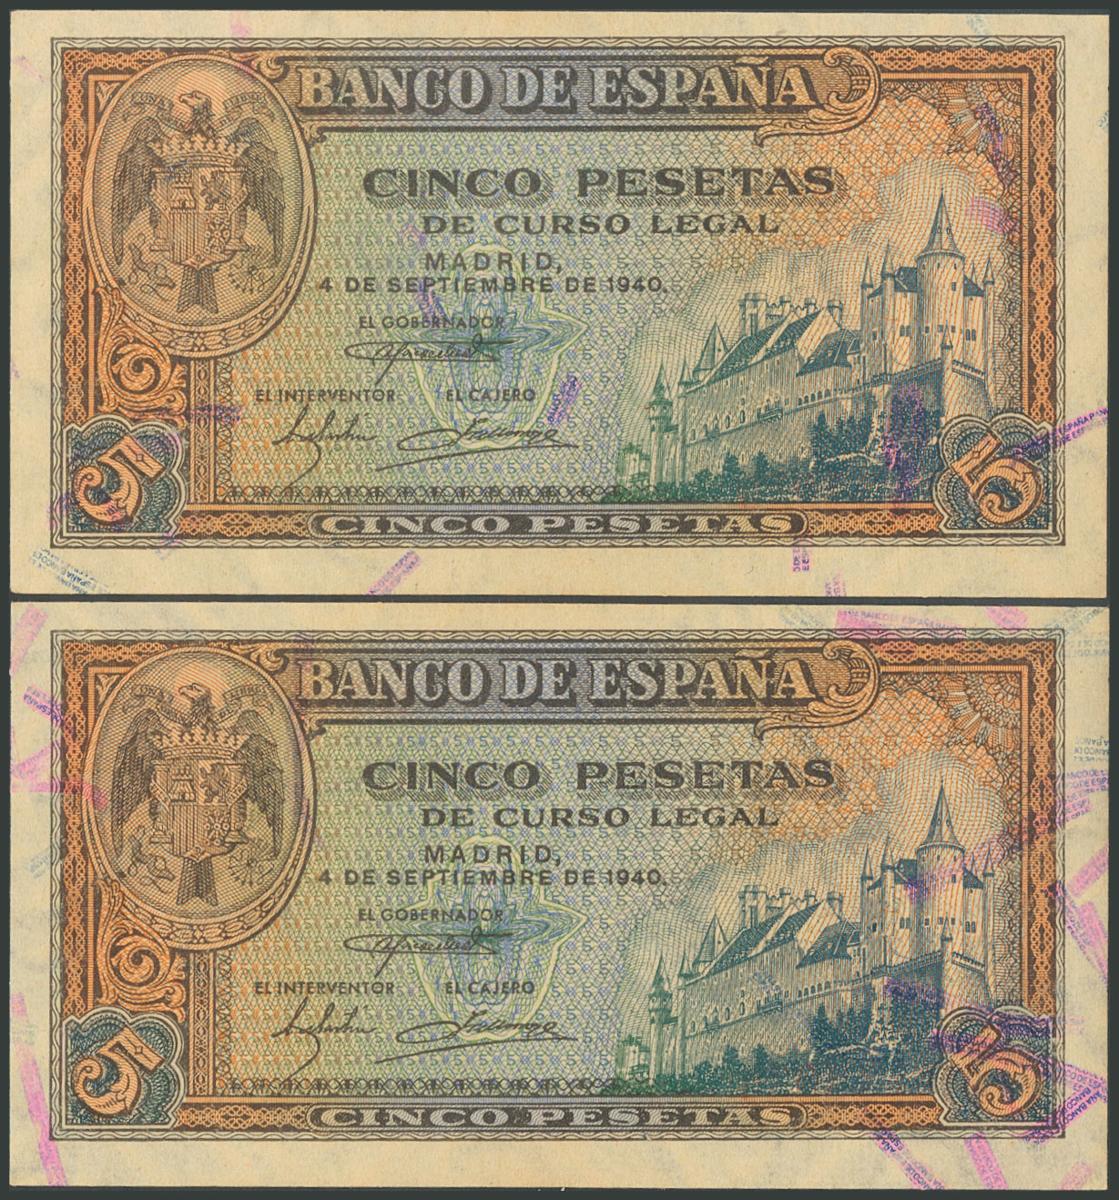 BANCO DE ESPAÑA
CINCO PESETAS
DE CURSO LEGAL
MADRID,
4 DE SEPTIEMBRE DE 1940.
EL GOBERNADOR
EL INTERVENTOR EL CAJERO
5 5
CINCO PESETAS
BANCO DE ESPAÑA
CINCO PESETAS
DE CURSO LEGAL
MADRID,
4 DE SEPTIEMBRE DE 1940.
EL GOBERNADOR
EL INTERVENTOR EL CAJERO
5 5
CINCO PESETAS